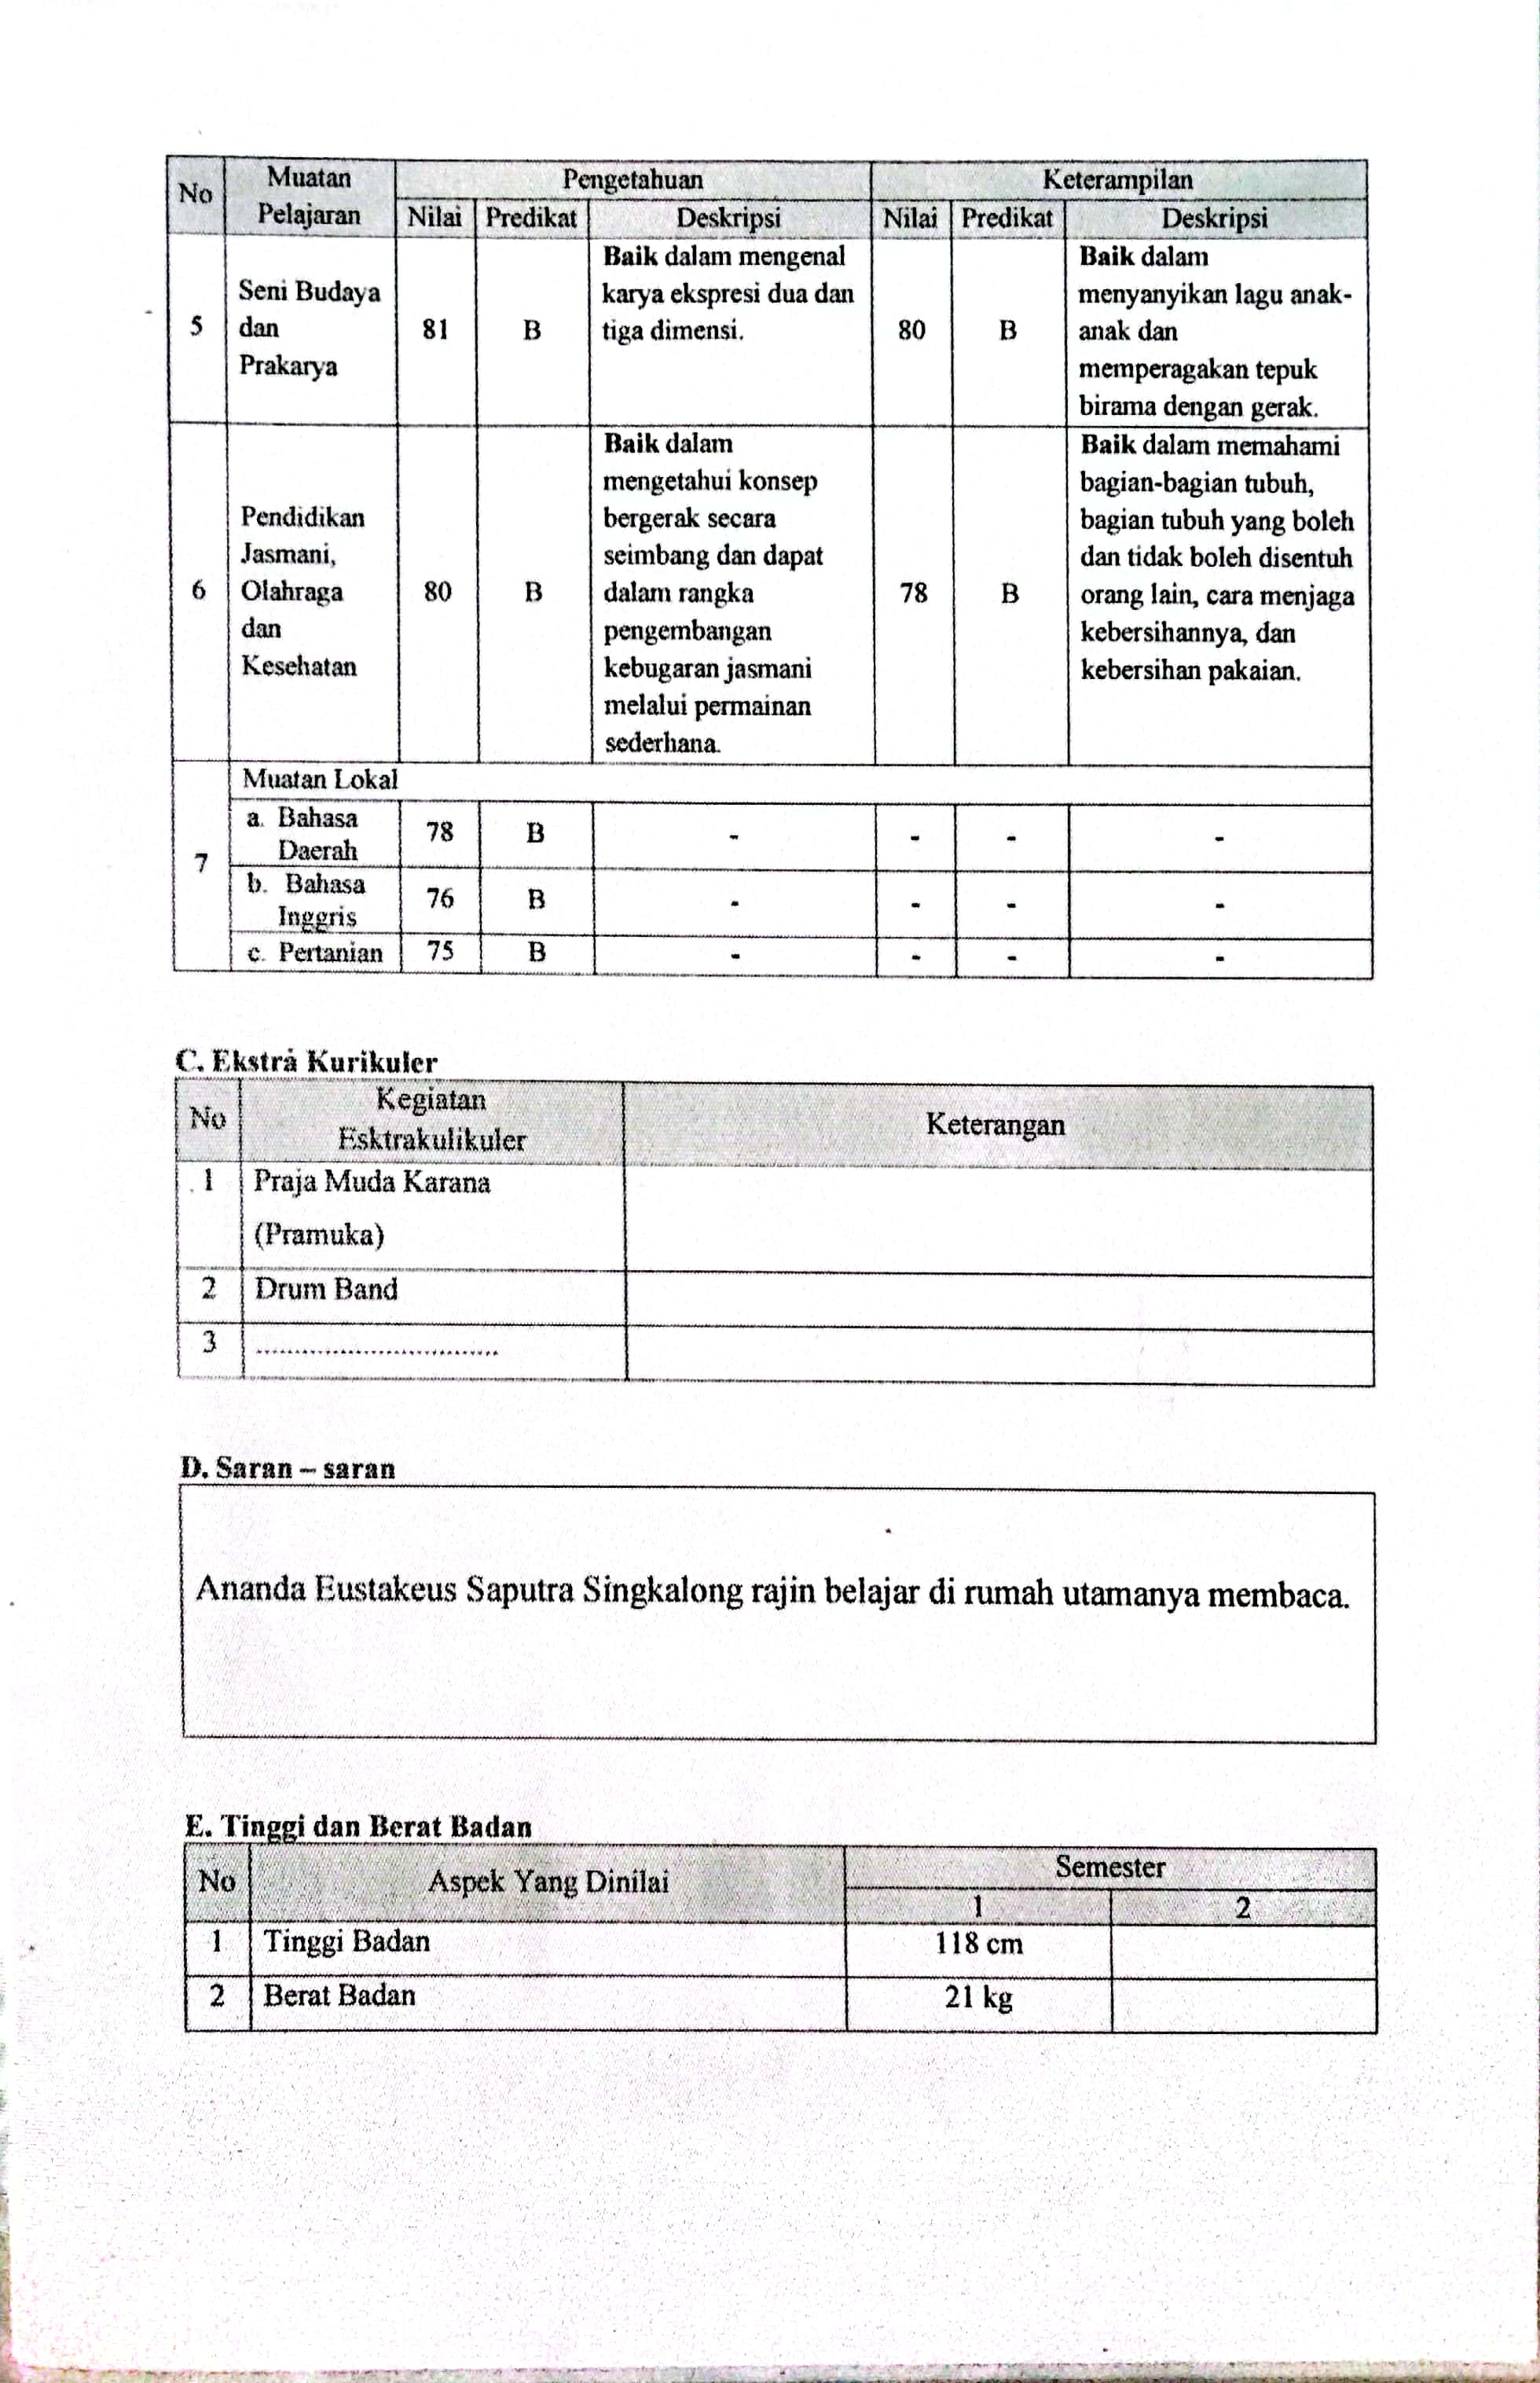 No Muatan Pelajaran Pengetahuan Keterampilan
Nilai Predikat Deskripsi Nilai Predikat Deskripsi
5
Seni Budaya
dan
Prakarya
81
B
Baik dalam mengenal
karya ekspresi dua dan
tiga dimensi.
80
B
Baik dalam
menyanyikan lagu anak-
anak dan
memperagakan tepuk
birama dengan gerak.
6
Pendidikan
Jasmani,
Olahraga
dan
Kesehatan
80
B
Baik dalam
mengetahui konsep
bergerak secara
seimbang dan dapat
dalam rangka
pengembangan
kebugaran jasmani
melalui permainan
sederhana.
78
B
Baik dalam memahami
bagian-bagian tubuh,
bagian tubuh yang boleh
dan tidak boleh disentuh
orang lain, cara menjaga
kebersihannya, dan
kebersihan pakaian.
7
Muatan Lokal
a. Bahasa
Daerah
78 B - - - -
b. Bahasa
Inggris
76 B - - - -
c. Pertanian 75 B - - - -
C. Ekstra Kurikuler
No
Kegiatan
Esktrakulikuler
Keterangan
1 Praja Muda Karana
(Pramuka)
2 Drum Band
3 ................................
D. Saran – saran
Ananda Eustakeus Saputra Singkalong rajin belajar di rumah utamanya membaca.
E. Tinggi dan Berat Badan
No Aspek Yang Dinilai Semester
1 2
1 Tinggi Badan 118 cm
2 Berat Badan 21 kg